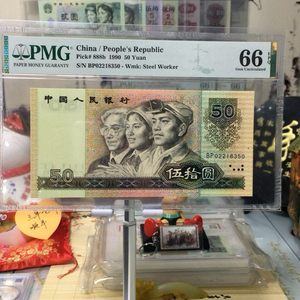 PMG
PAPER MONEY GUARANTY
China / People's Republic
Pick# 888b 1990 50 Yuan
S/N BP02218350 - Wmk: Steel Worker
66 EPQ
Gem Uncirculated
中国人民银行
50
BP02218350
伍拾圆
50